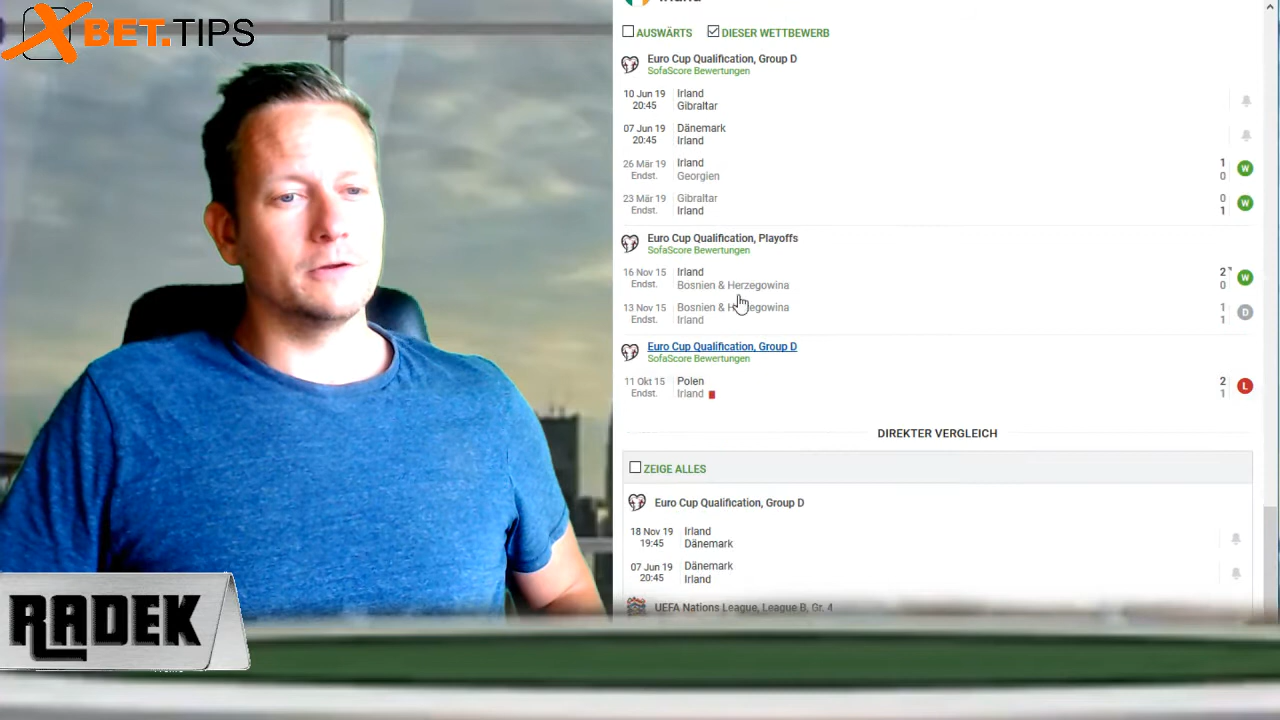 XBET.TIPS
AUSWÄRTS DIESER WETTBEWERB
Euro Cup Qualification, Group D
SofaScore Bewertungen
10 Jun 19 Irland
20:45 Gibraltar
07 Jun 19 Dänemark
20:45 Irland
26 Mär 19 Irland 1 W
Endst. Georgien 0
23 Mär 19 Gibraltar 0 W
Endst. Irland 1
Euro Cup Qualification, Playoffs
SofaScore Bewertungen
16 Nov 15 Irland 2 W
Endst. Bosnien & Herzegowina 0
13 Nov 15 Bosnien & Herzegowina 1 D
Endst. Irland 1
Euro Cup Qualification, Group D
SofaScore Bewertungen
11 Okt 15 Polen 2 L
Endst. Irland 1
DIREKTER VERGLEICH
ZEIGE ALLES
Euro Cup Qualification, Group D
18 Nov 19 Irland
19:45 Dänemark
07 Jun 19 Dänemark
20:45 Irland
UEFA Nations League, League B, Gr. 4
RADEK